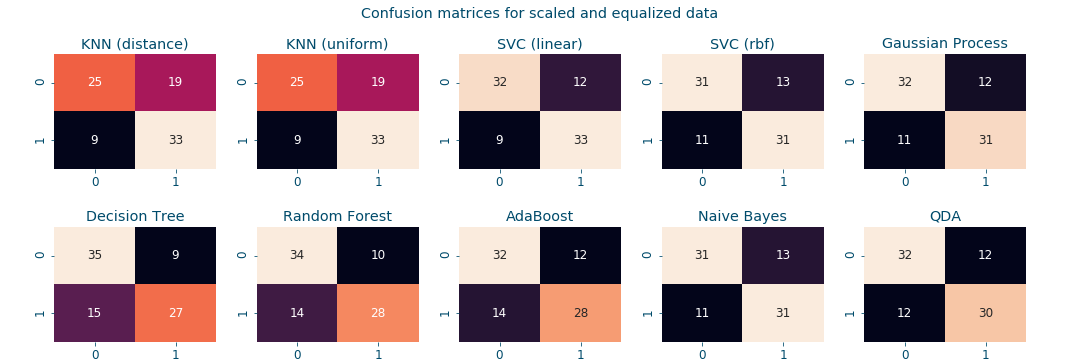 Confusion matrices for scaled and equalized data
KNN (distance) KNN (uniform) SVC (linear) SVC (rbf) Gaussian Process
0 25 19 0 25 19 0 32 12 0 31 13 0 32 12
1 9 33 1 9 33 1 9 33 1 11 31 1 11 31
0 1 0 1 0 1 0 1 0 1
Decision Tree Random Forest AdaBoost Naive Bayes QDA
0 35 9 0 34 10 0 32 12 0 31 13 0 32 12
1 15 27 1 14 28 1 14 28 1 11 31 1 12 30
0 1 0 1 0 1 0 1 0 1